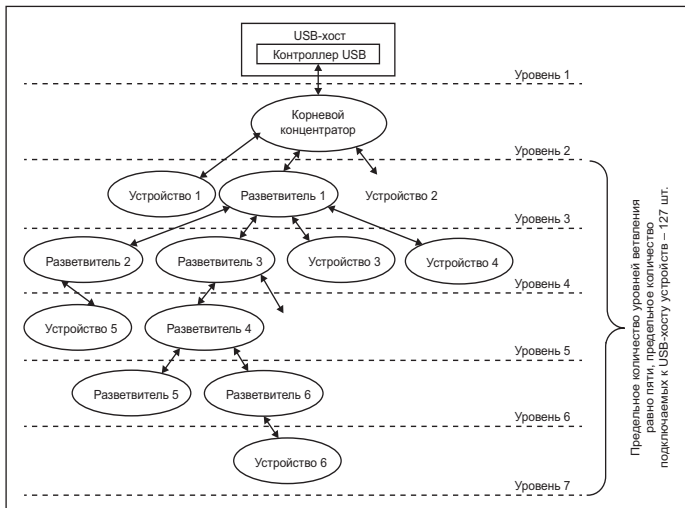 USB-хост
Контроллер USB
Уровень 1
Корневой
концентратор
Уровень 2
Устройство 1
Разветвитель 1
Устройство 2
Уровень 3
Разветвитель 2
Разветвитель 3
Устройство 3
Устройство 4
Уровень 4
Устройство 5
Разветвитель 4
Уровень 5
Разветвитель 5
Разветвитель 6
Уровень 6
Устройство 6
Уровень 7
Предельное количество уровней ветвления
равно пяти, предельное количество
подключаемых к USB-хосту устройств – 127 шт.